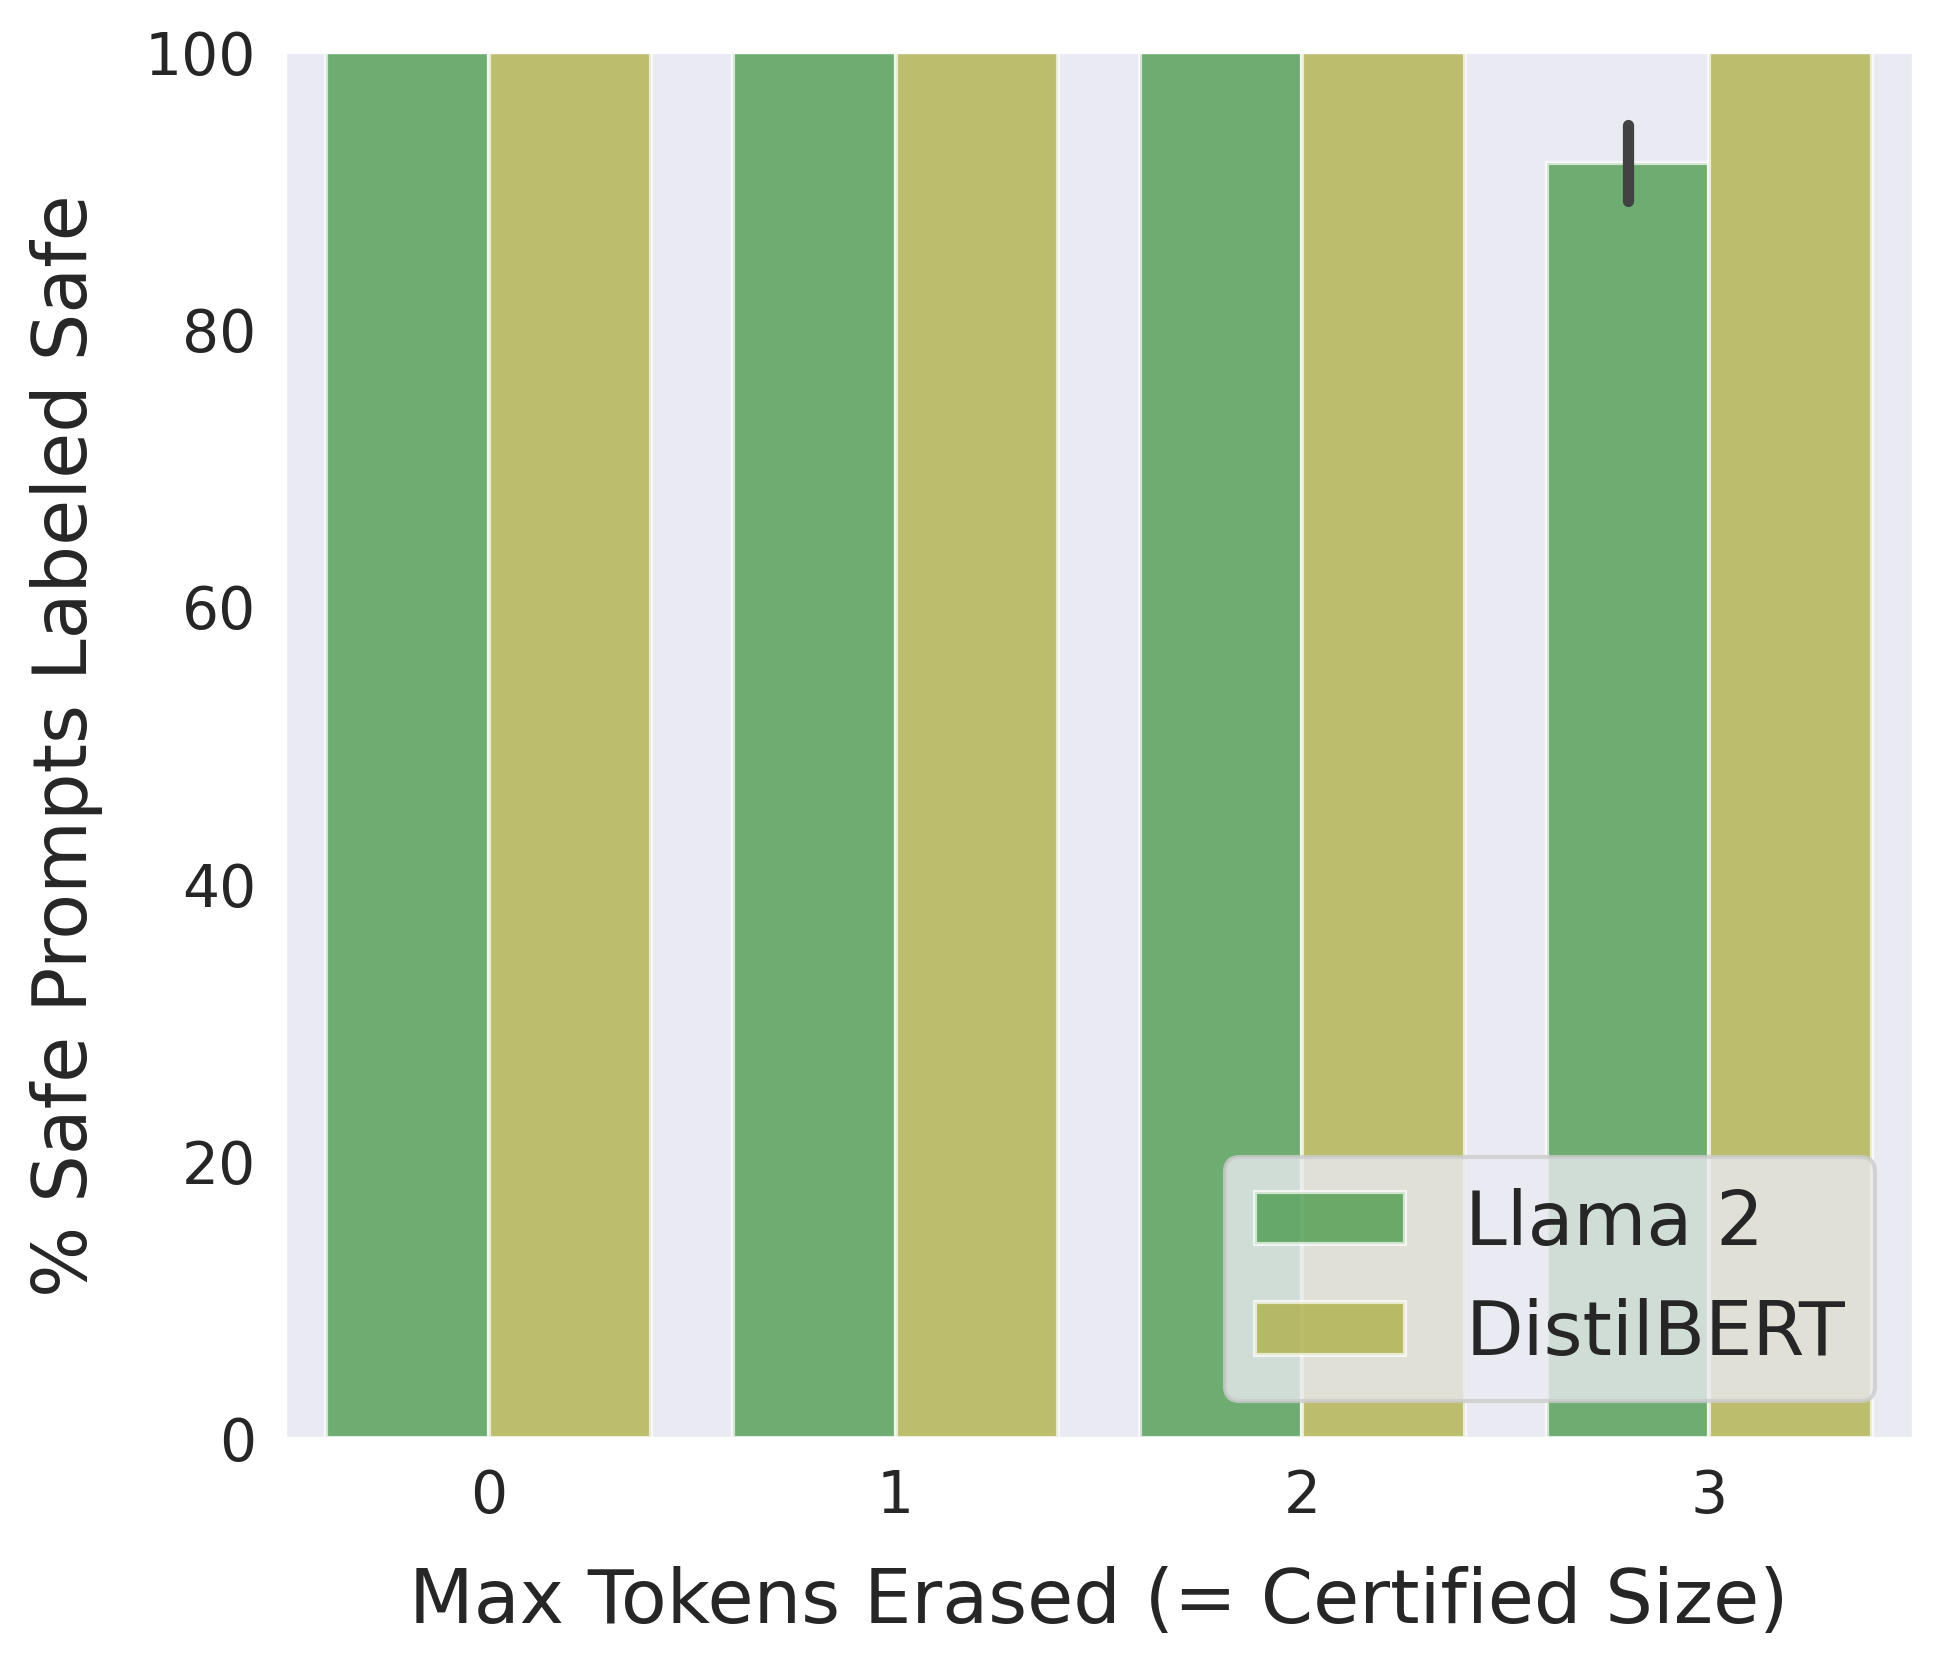 % Safe Prompts Labeled Safe
100
80
60
40
20
0
0 1 2 3
Max Tokens Erased (= Certified Size)
Llama 2
DistilBERT